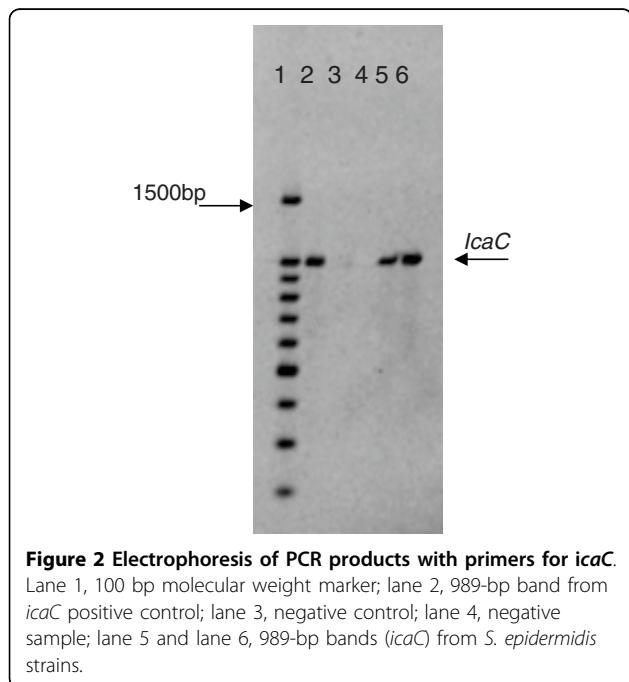 1 2 3 4 5 6
1500bp
IcaC
Figure 2 Electrophoresis of PCR products with primers for icaC.
Lane 1, 100 bp molecular weight marker; lane 2, 989-bp band from
icaC positive control; lane 3, negative control; lane 4, negative
sample; lane 5 and lane 6, 989-bp bands (icaC) from S. epidermidis
strains.